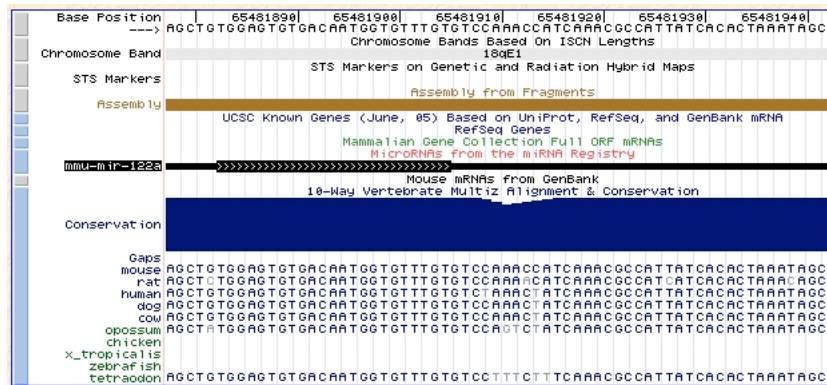 Base Position 65481890| 65481900| 65481910| 65481920| 65481930| 65481940|
---> AGCTGTGGAGTGTGACAATGGTGTTTGTGTCCAAACCATCAAACGCCATTATCACACTAAATAGC
Chromosome Bands Based On ISCN Lengths
Chromosome Band 18qE1
STS Markers on Genetic and Radiation Hybrid Maps
STS Markers
Assembly from Fragments
Assembly
UCSC Known Genes (June, 05) Based on UniProt, RefSeq, and GenBank mRNA
RefSeq Genes
Mammalian Gene Collection Full ORF mRNAs
MicroRNAs from the miRNA Registry
mmu-mir-122a
Mouse mRNAs from GenBank
10-Way Vertebrate Multiz Alignment & Conservation
Conservation
Gaps
mouse AGCTGTGGAGTGTGACAATGGTGTTTGTGTCCAAACCATCAAACGCCATTATCACACTAAATAGC
rat AGCTCTGGAGTGTGACAATGGTGTTTGTGTCCAAAACATCAAACGCCATCATCACACTAAACAGC
human AGCTGTGGAGTGTGACAATGGTGTTTGTGTCTAAACTATCAAACGCCATTATCACACTAAATAGC
dog AGCTGTGGAGTGTGACAATGGTGTTTGTGTCCAAACTATCAAACGCCATTATCACACTAAATAGC
cow AGCTGTGGAGTGTGACAATGGTGTTTGTGTCCAAACTATCAAACGCCATTATCACACTAAATAGC
opossum AGCTATGGAGTGTGACAATGGTGTTTGTGTCCAGTCTATCAAACGCCATTATCACACTAAATAGC
chicken
x_tropicalis
zebrafish
tetraodon AGCTGTGGAGTGTGACAATGGTGTTTGTGTCCTTTCTTTCAAACGCCATTATCACACTAAATAGC